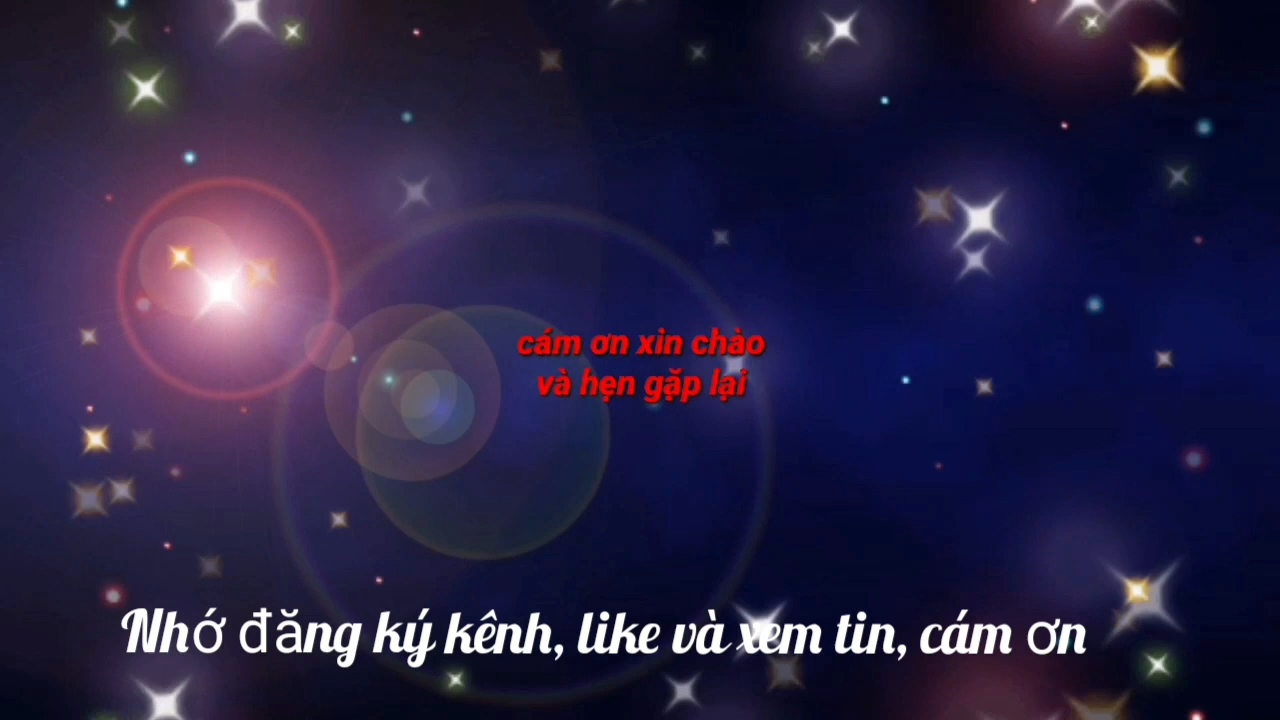 cám ơn xin chào
và hẹn gặp lại
Nhớ đăng ký kênh, like và xem tin, cám ơn